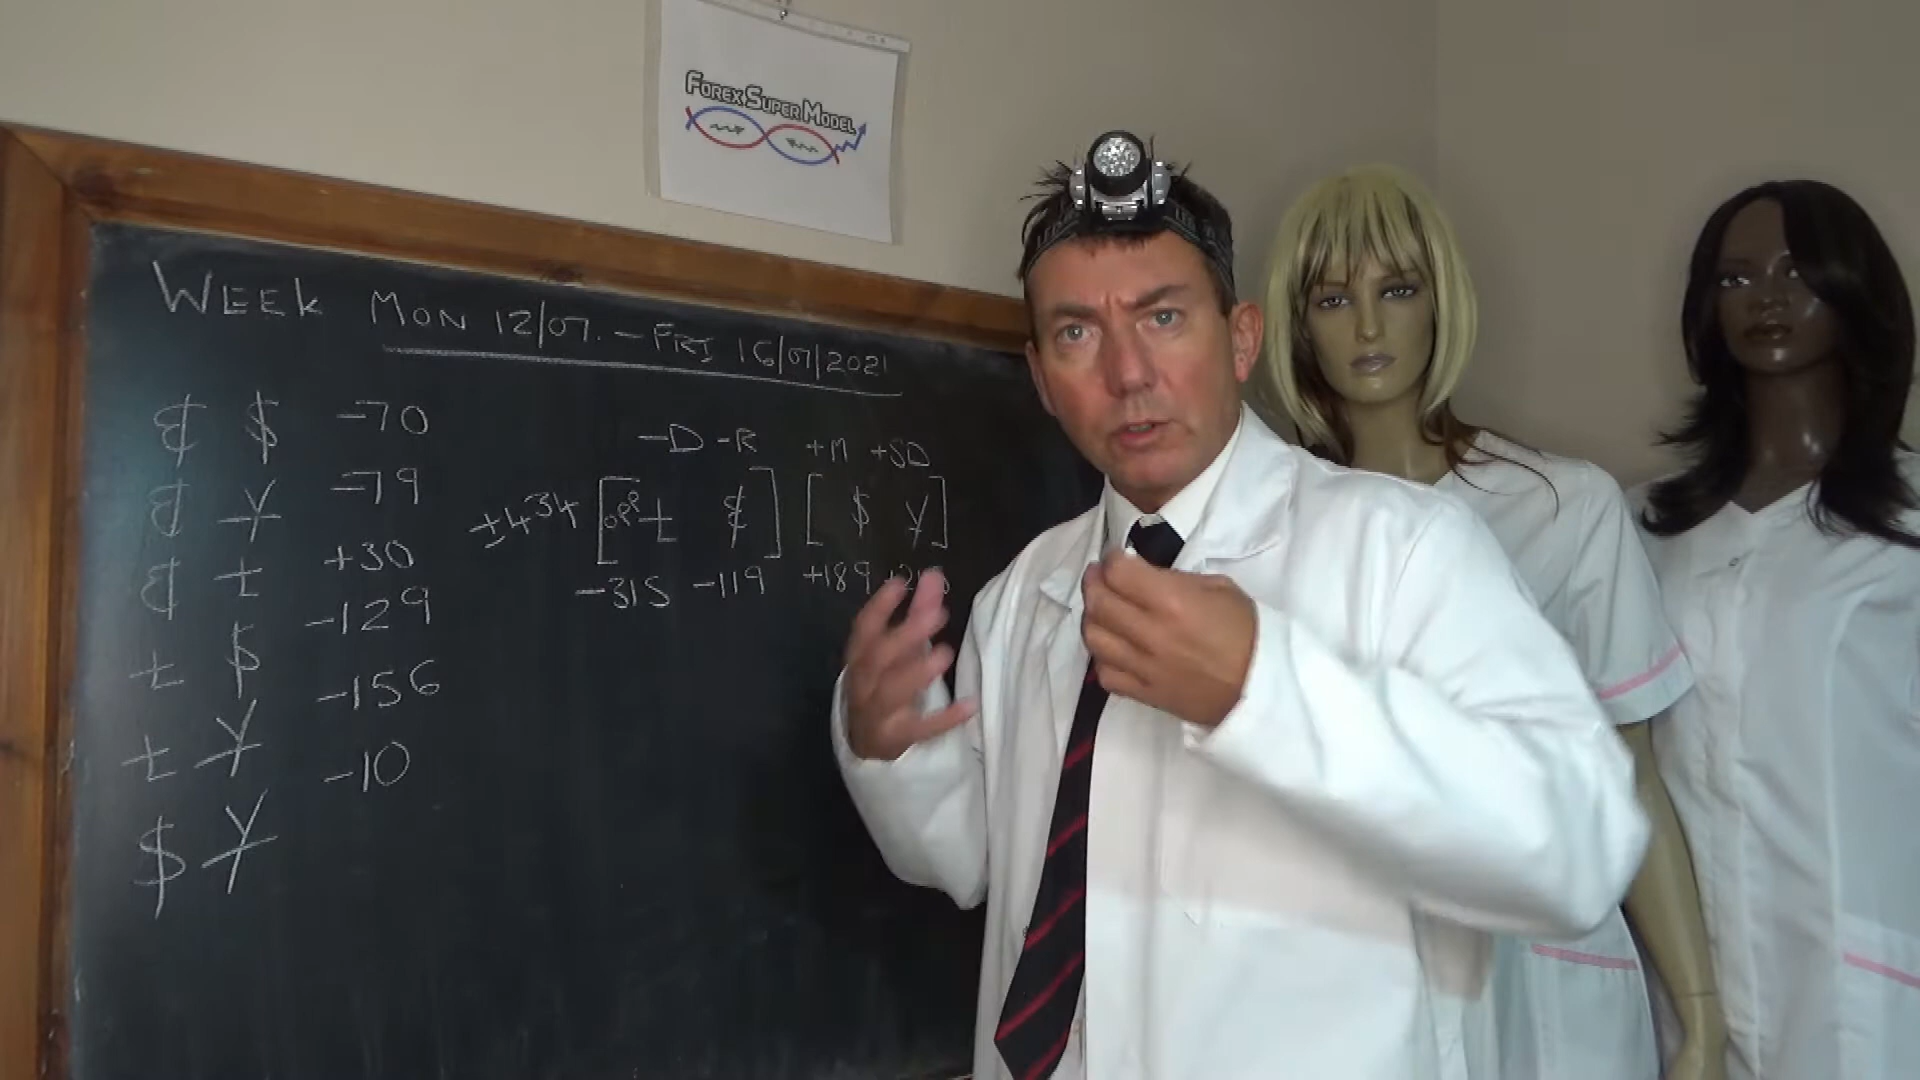 FOREX SUPER MODEL
WEEK MON 12/07. – FRI 16/07/2021
€ $ -70
€ ¥ -79
€ £ +30
£ $ -129
£ ¥ -156
$ ¥ -10
-D -R +M +SD
±434 [opp £ €] [$ ¥]
-315 -119 +189